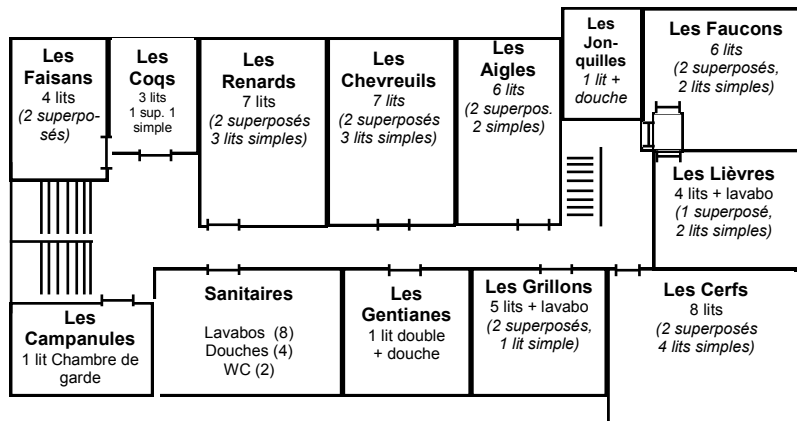 Les
Faisans
4 lits
(2 superpo-
sés)
Les
Coqs
3 lits
1 sup. 1
simple
Les
Renards
7 lits
(2 superposés
3 lits simples)
Les
Chevreuils
7 lits
(2 superposés
3 lits simples)
Les
Aigles
6 lits
(2 superpos.
2 simples)
Les
Jon-
quilles
1 lit +
douche
Les Faucons
6 lits
(2 superposés,
2 lits simples)
Les Lièvres
4 lits + lavabo
(1 superposé,
2 lits simples)
Les
Campanules
1 lit Chambre de
garde
Sanitaires
Lavabos (8)
Douches (4)
WC (2)
Les
Gentianes
1 lit double
+ douche
Les Grillons
5 lits + lavabo
(2 superposés,
1 lit simple)
Les Cerfs
8 lits
(2 superposés
4 lits simples)